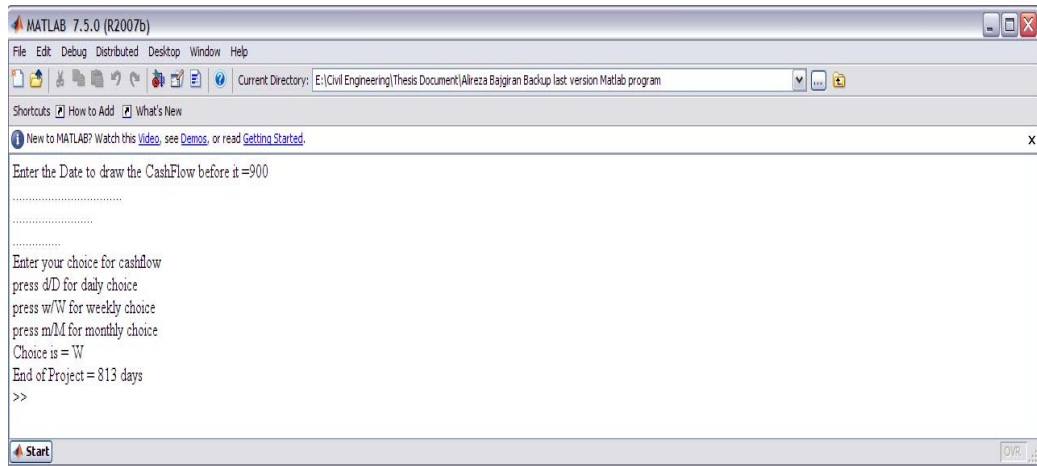 MATLAB 7.5.0 (R2007b)
File Edit Debug Distributed Desktop Window Help
Current Directory: E:\Civil Engineering\Thesis Document\Alireza Bajgiran Backup last version Matlab program
Shortcuts How to Add What's New
New to MATLAB? Watch this Video, see Demos, or read Getting Started. x
Enter the Date to draw the CashFlow before it =900
..................................
.........................
...............
Enter your choice for cashflow
press d/D for daily choice
press w/W for weekly choice
press m/M for monthly choice
Choice is = W
End of Project = 813 days
>>
Start OVR